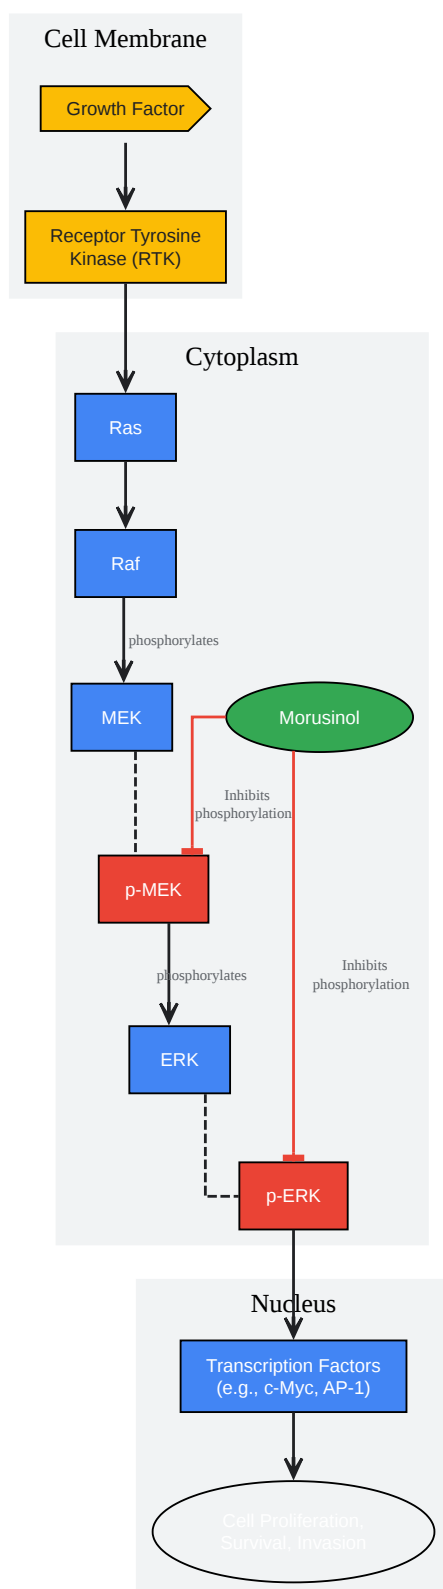 Cell Membrane
Growth Factor
Receptor Tyrosine
Kinase (RTK)
Cytoplasm
Ras
Raf
phosphorylates
MEK
Morusinol
Inhibits
phosphorylation
p-MEK
phosphorylates
Inhibits
phosphorylation
ERK
p-ERK
Nucleus
Transcription Factors
(e.g., c-Myc, AP-1)
Cell Proliferation,
Survival, Invasion